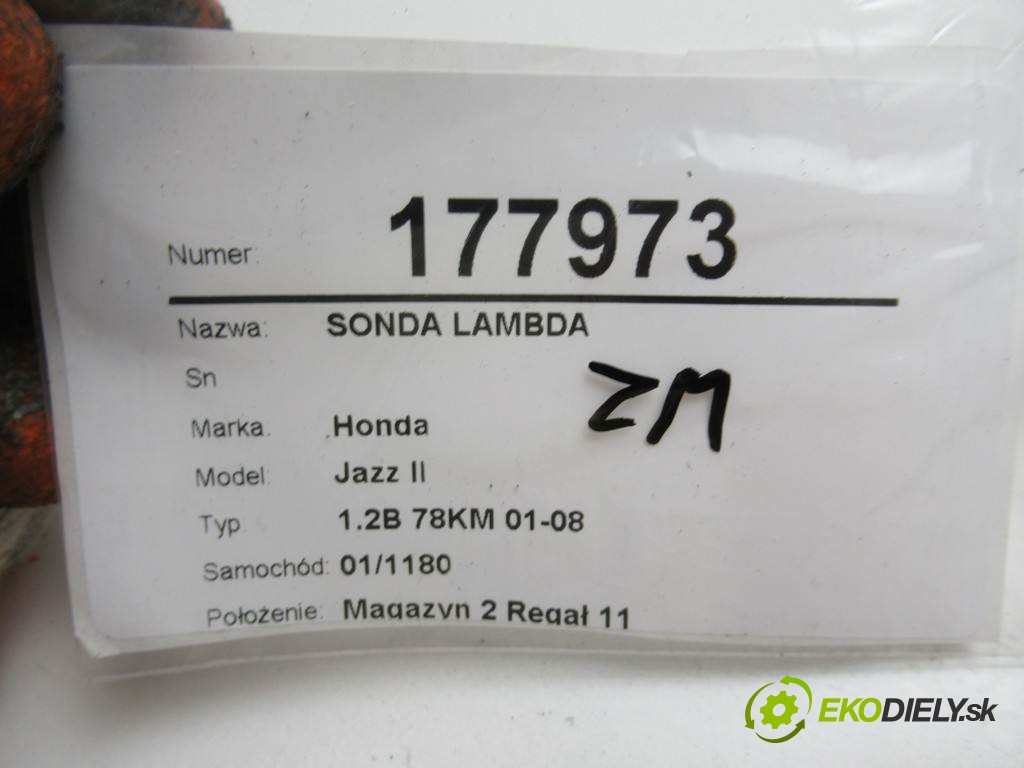 Numer: 177973
Nazwa: SONDA LAMBDA
Sn
ZM
Marka: Honda
Model: Jazz II
Typ 1.2B 78KM 01-08
Samochód: 01/1180
Położenie: Magazyn 2 Regał 11
EKODIELY.sk